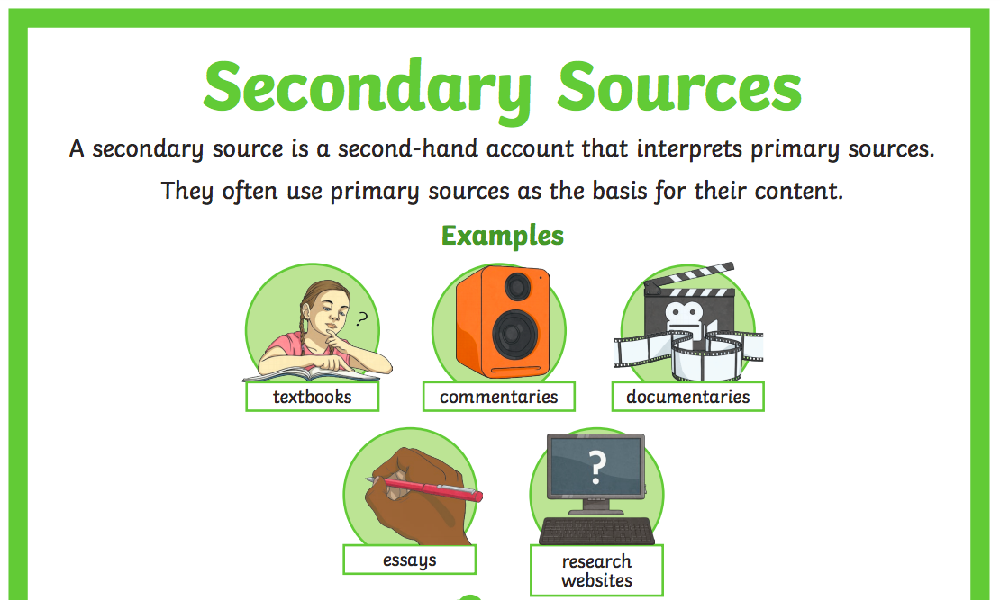 Secondary Sources
A secondary source is a second-hand account that interprets primary sources.
They often use primary sources as the basis for their content.
Examples
?
textbooks
commentaries
documentaries
?
essays
research
websites